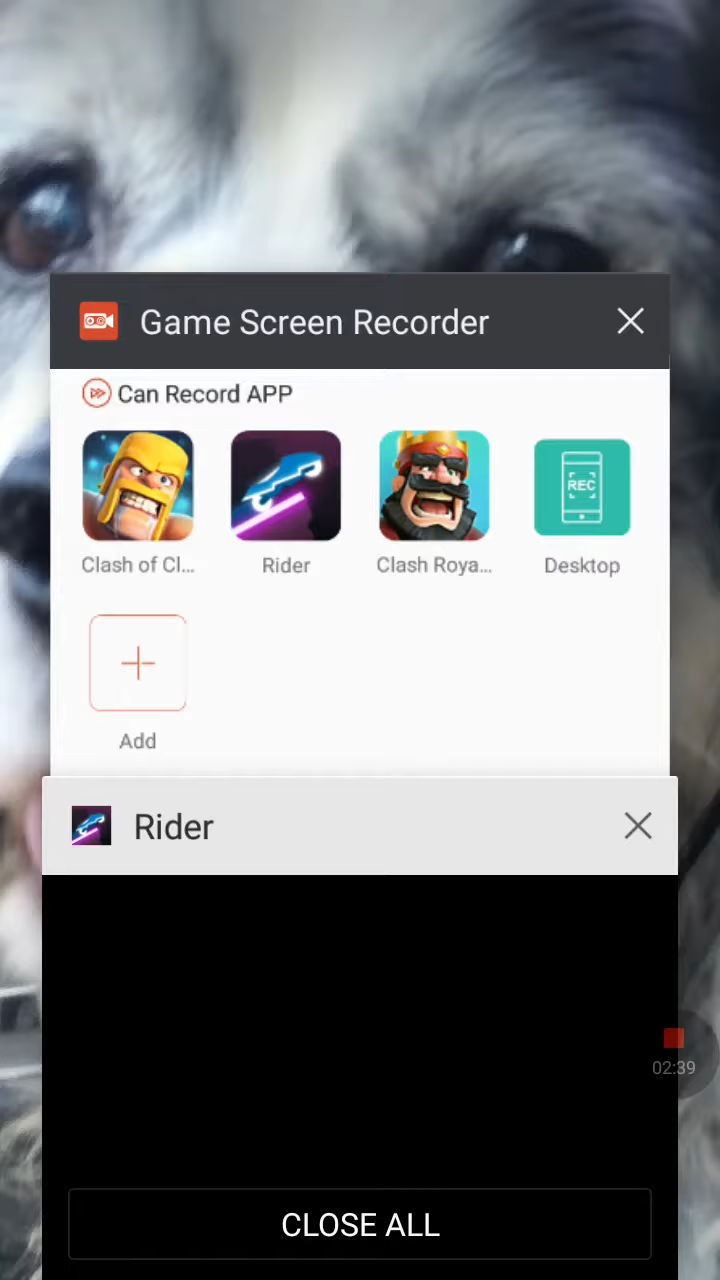 Game Screen Recorder
Can Record APP
Clash of Cl...
Rider
Clash Roya...
REC
Desktop
Add
Rider
02:39
CLOSE ALL